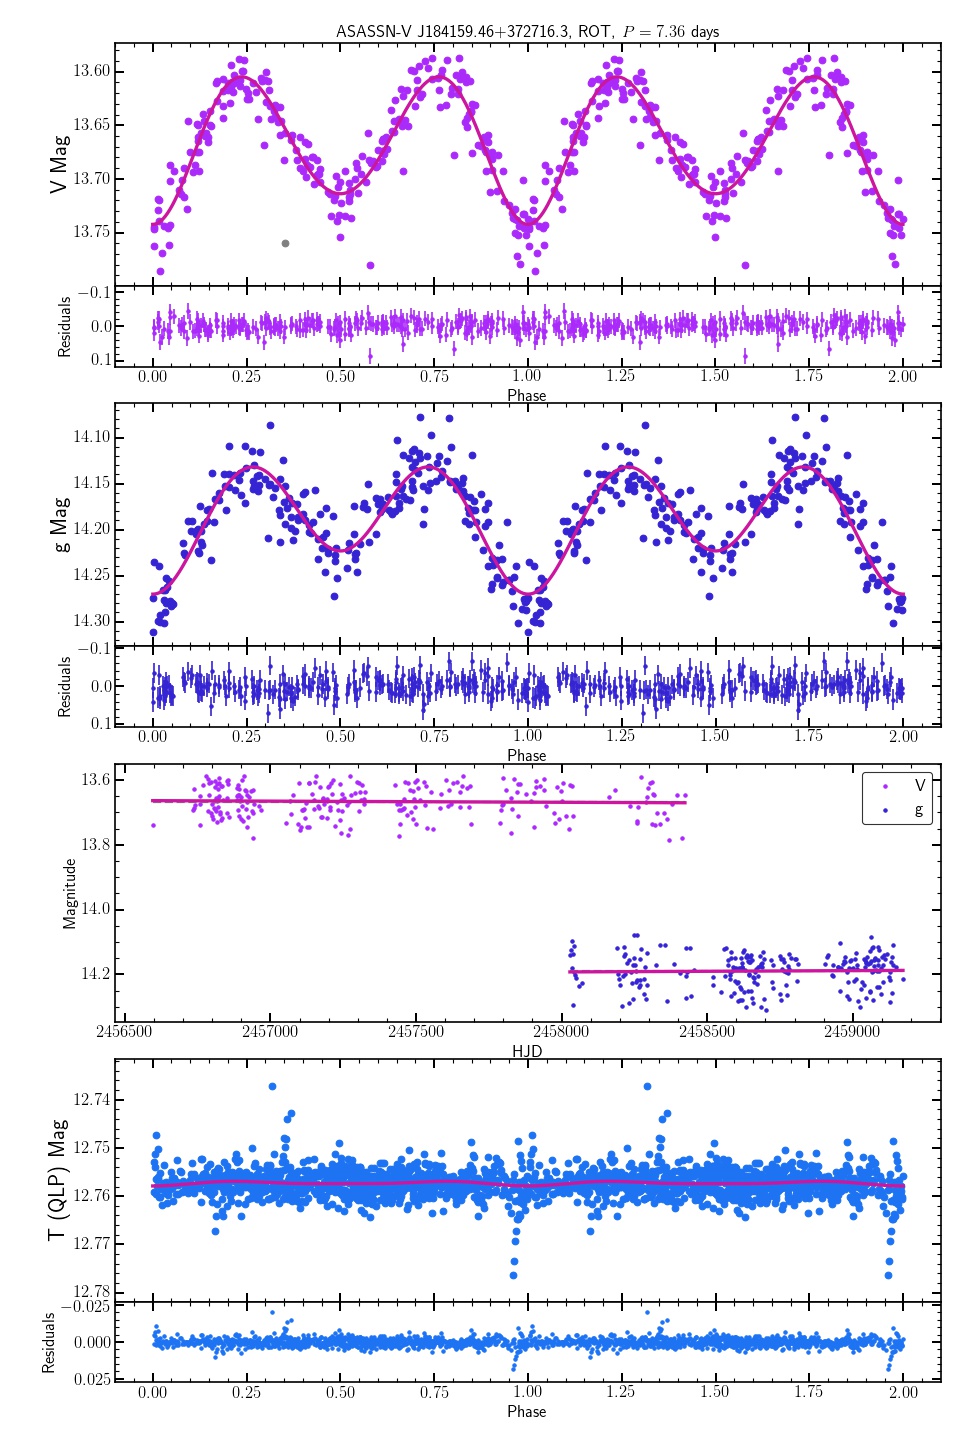 ASASSN-V J184159.46+372716.3, ROT, P = 7.36 days
V Mag
13.60
13.65
13.70
13.75
Residuals
−0.1
0.0
0.1
0.00 0.25 0.50 0.75 1.00 1.25 1.50 1.75 2.00
Phase
g Mag
14.10
14.15
14.20
14.25
14.30
Residuals
−0.1
0.0
0.1
0.00 0.25 0.50 0.75 1.00 1.25 1.50 1.75 2.00
Phase
Magnitude
13.6
13.8
14.0
14.2
V
g
2456500 2457000 2457500 2458000 2458500 2459000
HJD
T (QLP) Mag
12.74
12.75
12.76
12.77
12.78
Residuals
−0.025
0.000
0.025
0.00 0.25 0.50 0.75 1.00 1.25 1.50 1.75 2.00
Phase